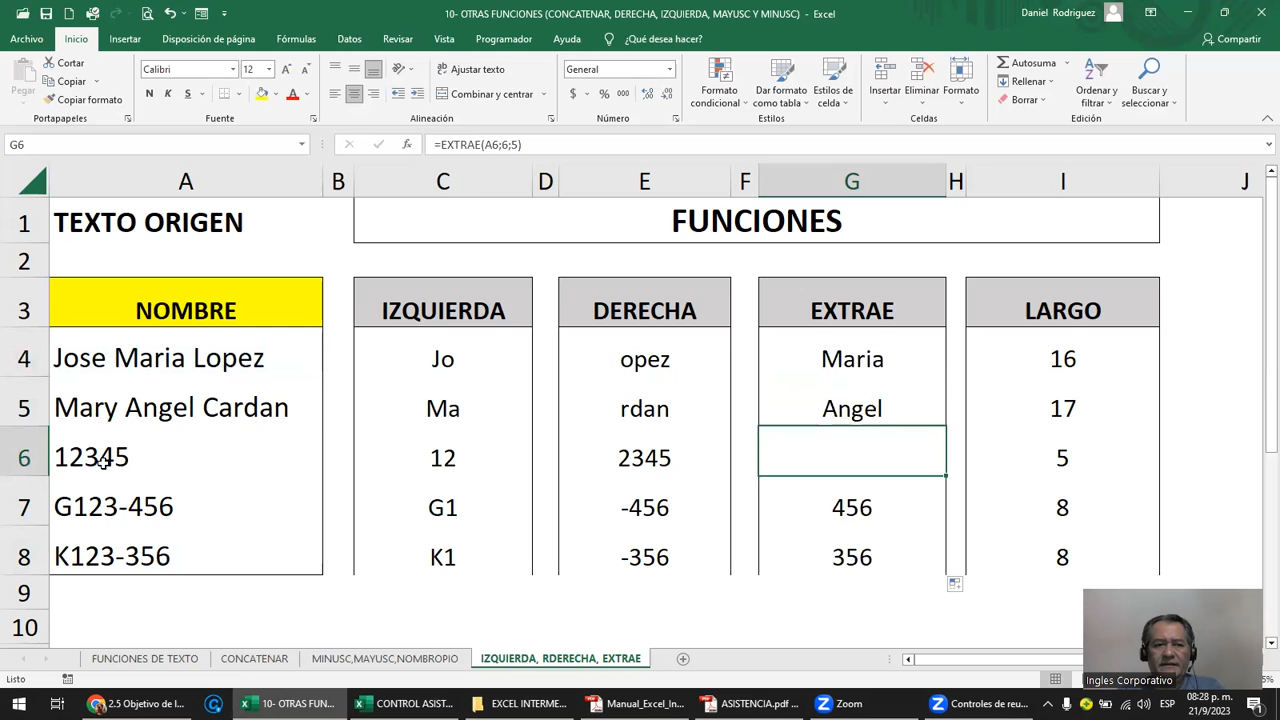 10- OTRAS FUNCIONES (CONCATENAR, DERECHA, IZQUIERDA, MAYUSC Y MINUSC) - Excel
Daniel Rodriguez
Archivo Inicio Insertar Disposición de página Fórmulas Datos Revisar Vista Programador Ayuda ¿Qué desea hacer? Compartir
Pegar
Cortar
Copiar
Copiar formato
Portapapeles
Calibri 12
N K S
Fuente
Ajustar texto
Combinar y centrar
Alineación
General
$ % 000
Número
Formato condicional
Dar formato como tabla
Estilos de celda
Estilos
Insertar Eliminar Formato
Celdas
Autosuma
Rellenar
Borrar
Ordenar y filtrar
Buscar y seleccionar
Edición
G6 fx =EXTRAE(A6;6;5)
A B C D E F G H I J
1 TEXTO ORIGEN FUNCIONES
2
3 NOMBRE IZQUIERDA DERECHA EXTRAE LARGO
4 Jose Maria Lopez Jo opez Maria 16
5 Mary Angel Cardan Ma rdan Angel 17
6 12345 12 2345 5
7 G123-456 G1 -456 456 8
8 K123-356 K1 -356 356 8
9
10
Ingles Corporativo
FUNCIONES DE TEXTO CONCATENAR MINUSC,MAYUSC,NOMBROPIO IZQUIERDA, RDERECHA, EXTRAE
Listo
2.5 Objetivo de l... 10- OTRAS FUN... CONTROL ASIST... EXCEL INTERME... Manual_Excel_In... ASISTENCIA.pdf ... Zoom Controles de reu... ESP 08:28 p. m.
21/9/2023